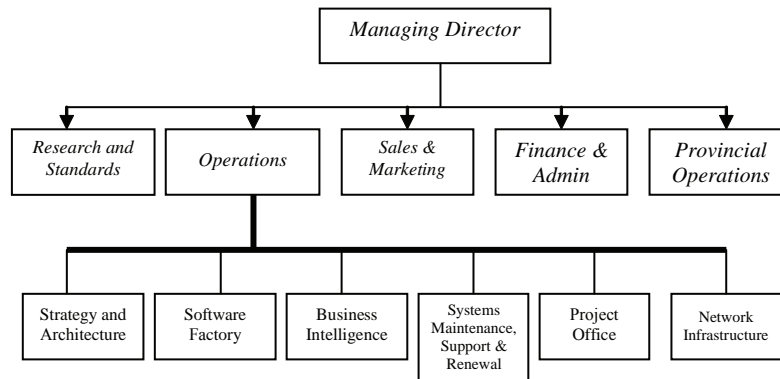 Managing Director
Research and
Standards
Operations
Sales &
Marketing
Finance &
Admin
Provincial
Operations
Strategy and
Architecture
Software
Factory
Business
Intelligence
Systems
Maintenance,
Support &
Renewal
Project
Office
Network
Infrastructure